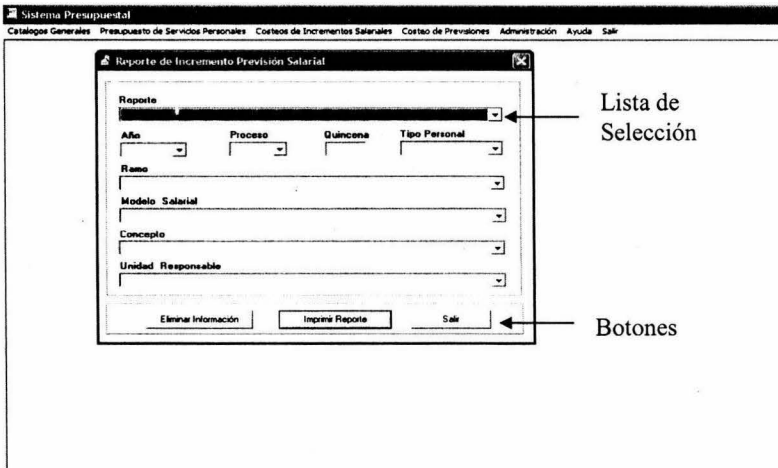 Sistema Presupuestal
Catalogos Generales Presupuesto de Servicios Personales Costeos de Incrementos Salariales Costeo de Previsiones Administración Ayuda Salir
Reporte de Incremento Previsión Salarial
Reporte
Lista de
Selección
Año Proceso Quincena Tipo Personal
Ramo
Modelo Salarial
Concepto
Unidad Responsable
Eliminar Información Imprimir Reporte Salir
Botones